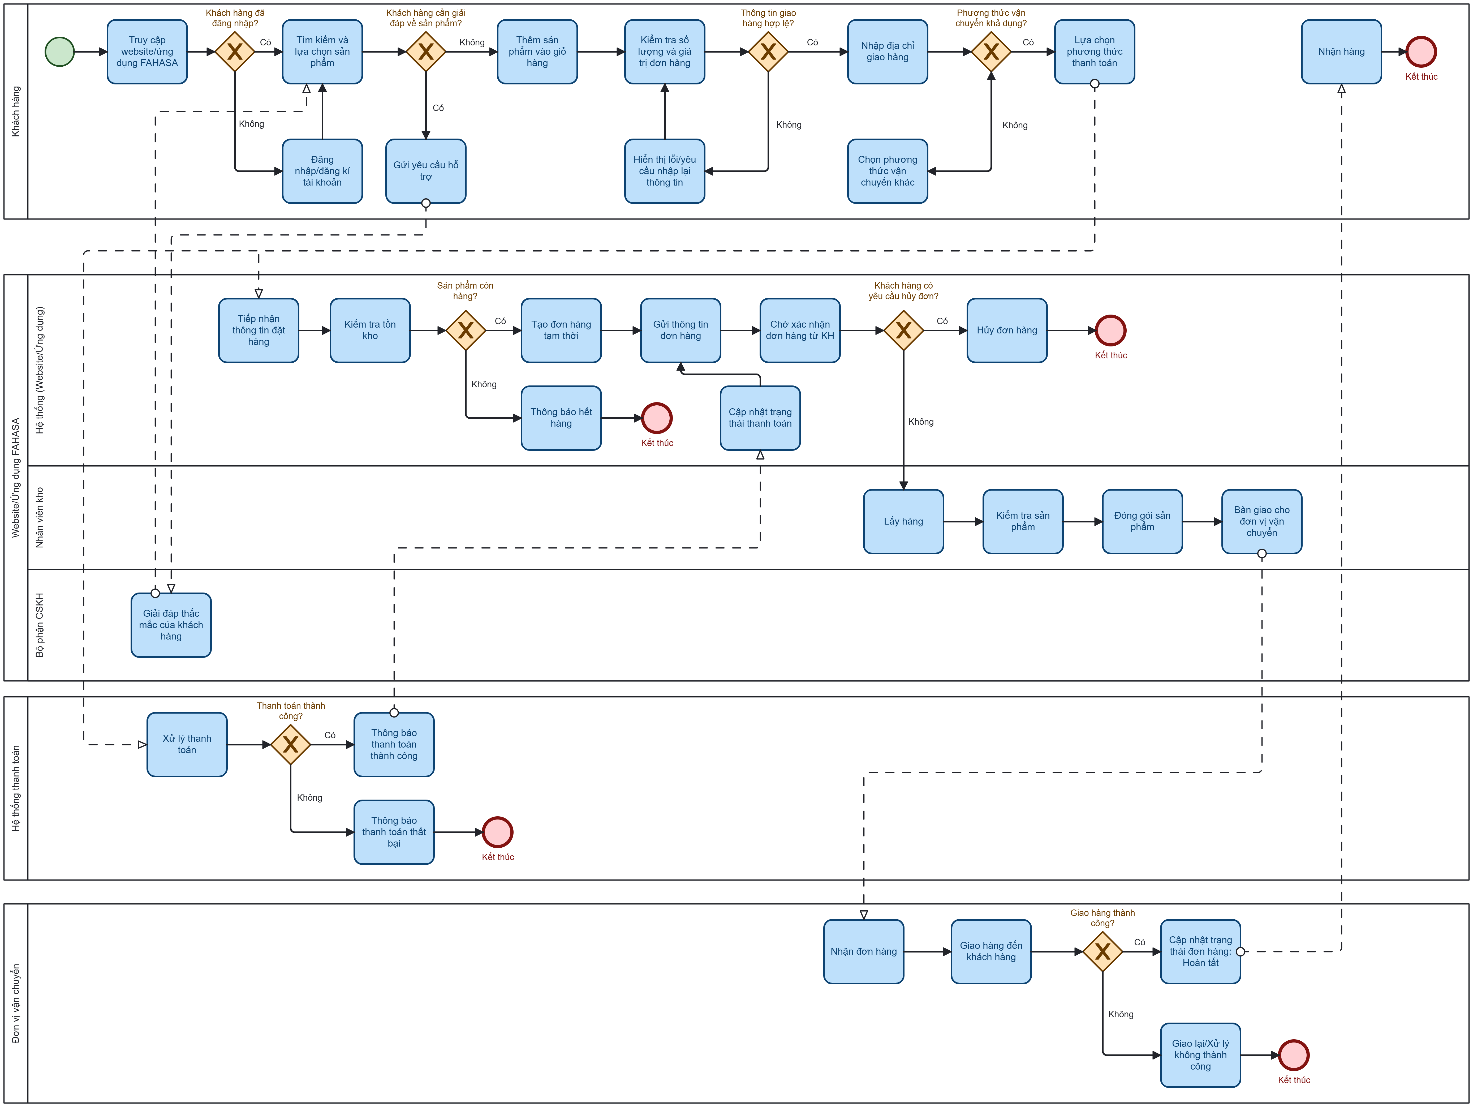 Khách hàng
Khách hàng đã
đăng nhập?
Khách hàng cần giải
đáp về sản phẩm?
Thông tin giao
hàng hợp lệ?
Phương thức vận
chuyển khả dụng?
Truy cập
website/ứng
dụng FAHASA
Có
Tìm kiếm và
lựa chọn sản
phẩm
Không
Thêm sản
phẩm vào giỏ
hàng
Kiểm tra số
lượng và giá
trị đơn hàng
Có
Nhập địa chỉ
giao hàng
Có
Lựa chọn
phương thức
thanh toán
Nhận hàng
Kết thúc
Không
Có
Không
Không
Đăng
nhập/đăng kí
tài khoản
Gửi yêu cầu hỗ
trợ
Hiển thị lỗi/yêu
cầu nhập lại
thông tin
Chọn phương
thức vận
chuyển khác
Website/Ứng dụng FAHASA
Hệ thống (Website/Ứng dụng)
Sản phẩm còn
hàng?
Khách hàng có
yêu cầu hủy đơn?
Tiếp nhận
thông tin đặt
hàng
Kiểm tra tồn
kho
Có
Tạo đơn hàng
tạm thời
Gửi thông tin
đơn hàng
Chờ xác nhận
đơn hàng từ KH
Có
Hủy đơn hàng
Kết thúc
Không
Thông báo hết
hàng
Kết thúc
Cập nhật trạng
thái thanh toán
Không
Nhân viên kho
Lấy hàng
Kiểm tra sản
phẩm
Đóng gói sản
phẩm
Bàn giao cho
đơn vị vận
chuyển
Bộ phận CSKH
Giải đáp thắc
mắc của khách
hàng
Hệ thống thanh toán
Thanh toán thành
công?
Xử lý thanh
toán
Có
Thông báo
thanh toán
thành công
Không
Thông báo
thanh toán thất
bại
Kết thúc
Đơn vị vận chuyển
Giao hàng thành
công?
Nhận đơn hàng
Giao hàng đến
khách hàng
Có
Cập nhật trạng
thái đơn hàng:
Hoàn tất
Không
Giao lại/Xử lý
không thành
công
Kết thúc